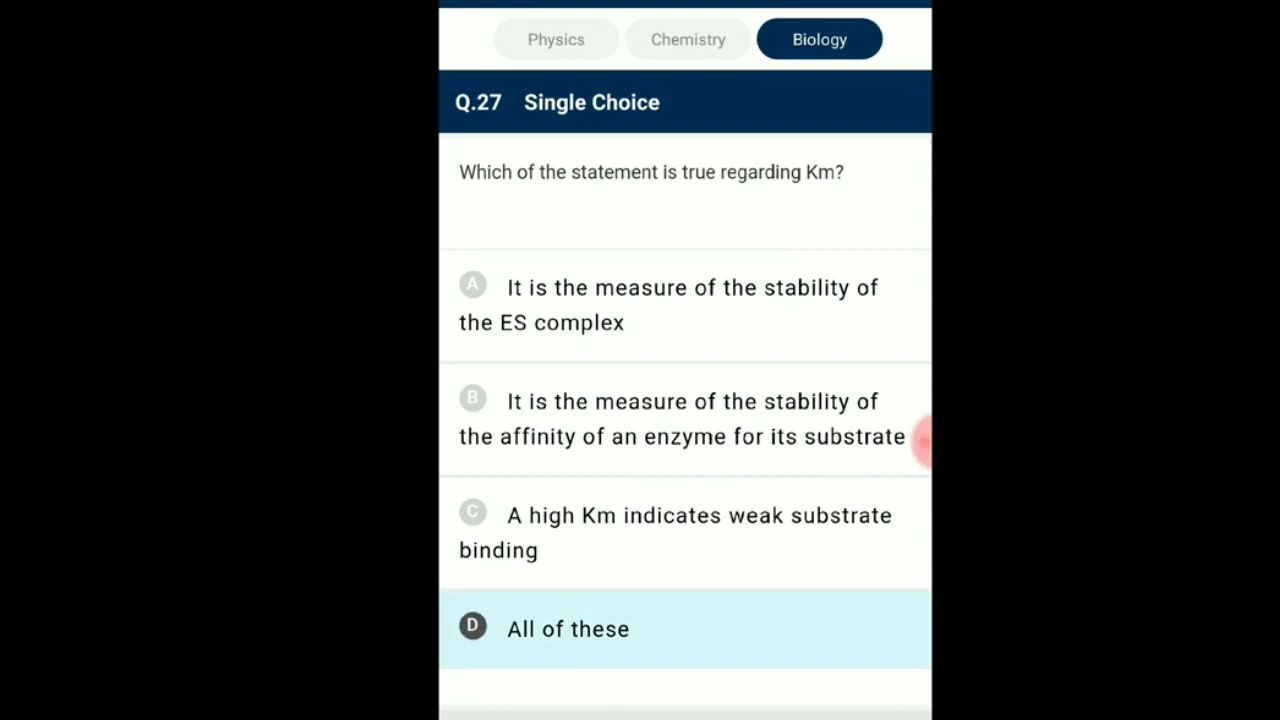 Physics Chemistry Biology
Q.27 Single Choice
Which of the statement is true regarding Km?
A It is the measure of the stability of
the ES complex
B It is the measure of the stability of
the affinity of an enzyme for its substrate
C A high Km indicates weak substrate
binding
D All of these